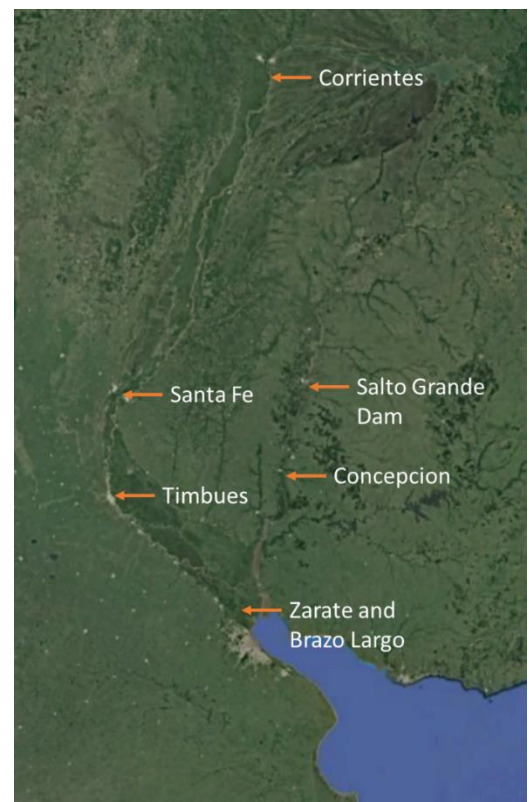 Corrientes
Santa Fe
Salto Grande
Dam
Concepcion
Timbues
Zarate and
Brazo Largo